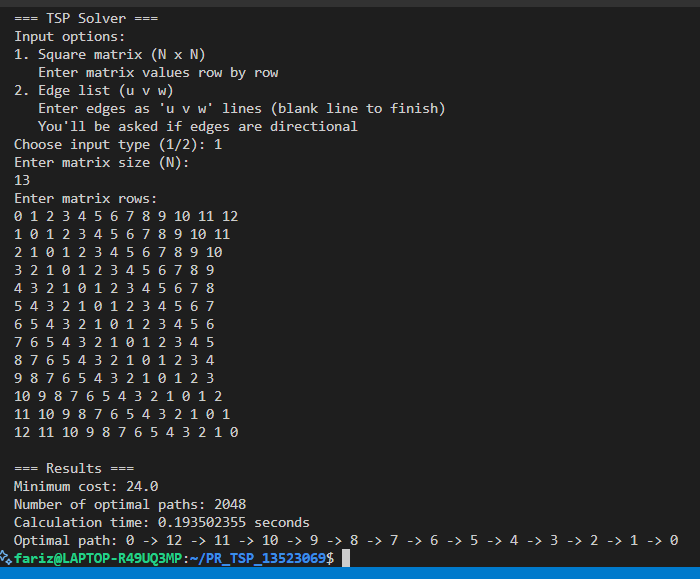 === TSP Solver ===
Input options:
1. Square matrix (N x N)
   Enter matrix values row by row
2. Edge list (u v w)
   Enter edges as 'u v w' lines (blank line to finish)
   You'll be asked if edges are directional
Choose input type (1/2): 1
Enter matrix size (N):
13
Enter matrix rows:
0 1 2 3 4 5 6 7 8 9 10 11 12
1 0 1 2 3 4 5 6 7 8 9 10 11
2 1 0 1 2 3 4 5 6 7 8 9 10
3 2 1 0 1 2 3 4 5 6 7 8 9
4 3 2 1 0 1 2 3 4 5 6 7 8
5 4 3 2 1 0 1 2 3 4 5 6 7
6 5 4 3 2 1 0 1 2 3 4 5 6
7 6 5 4 3 2 1 0 1 2 3 4 5
8 7 6 5 4 3 2 1 0 1 2 3 4
9 8 7 6 5 4 3 2 1 0 1 2 3
10 9 8 7 6 5 4 3 2 1 0 1 2
11 10 9 8 7 6 5 4 3 2 1 0 1
12 11 10 9 8 7 6 5 4 3 2 1 0

=== Results ===
Minimum cost: 24.0
Number of optimal paths: 2048
Calculation time: 0.193502355 seconds
Optimal path: 0 -> 12 -> 11 -> 10 -> 9 -> 8 -> 7 -> 6 -> 5 -> 4 -> 3 -> 2 -> 1 -> 0
fariz@LAPTOP-R49UQ3MP:~/PR_TSP_13523069$